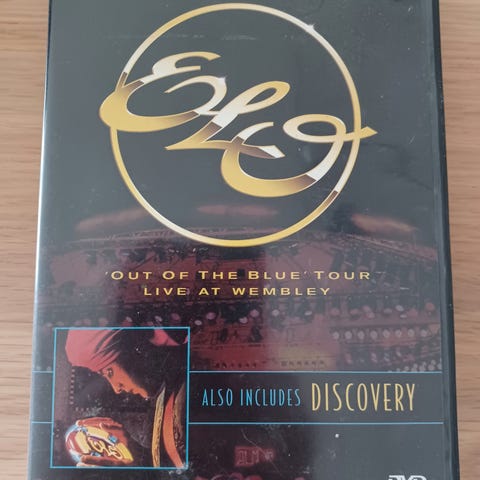 ELO
'OUT OF THE BLUE' TOUR
LIVE AT WEMBLEY
ALSO INCLUDES DISCOVERY